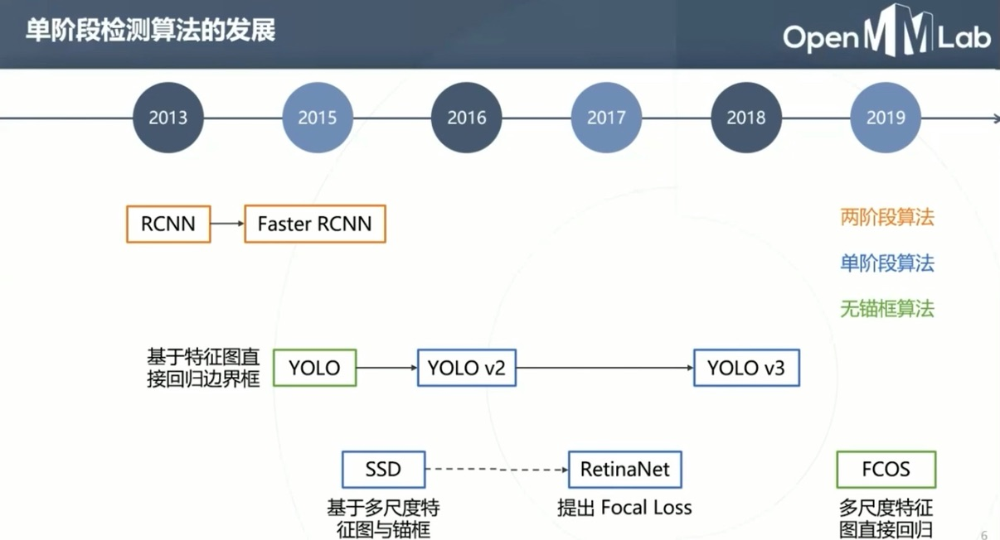 单阶段检测算法的发展
OpenMMLab
2013
2015
2016
2017
2018
2019
RCNN
Faster RCNN
两阶段算法
单阶段算法
无锚框算法
基于特征图直
接回归边界框
YOLO
YOLO v2
YOLO v3
SSD
RetinaNet
FCOS
基于多尺度特
征图与锚框
提出 Focal Loss
多尺度特征
图直接回归
6